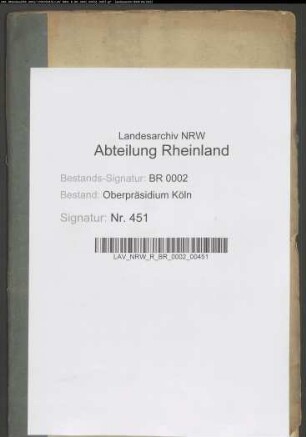 Landesarchiv NRW
Abteilung Rheinland
Bestands-Signatur: BR 0002
Bestand: Oberpräsidium Köln
Signatur: Nr. 451
LAV_NRW_R_BR_0002_00451